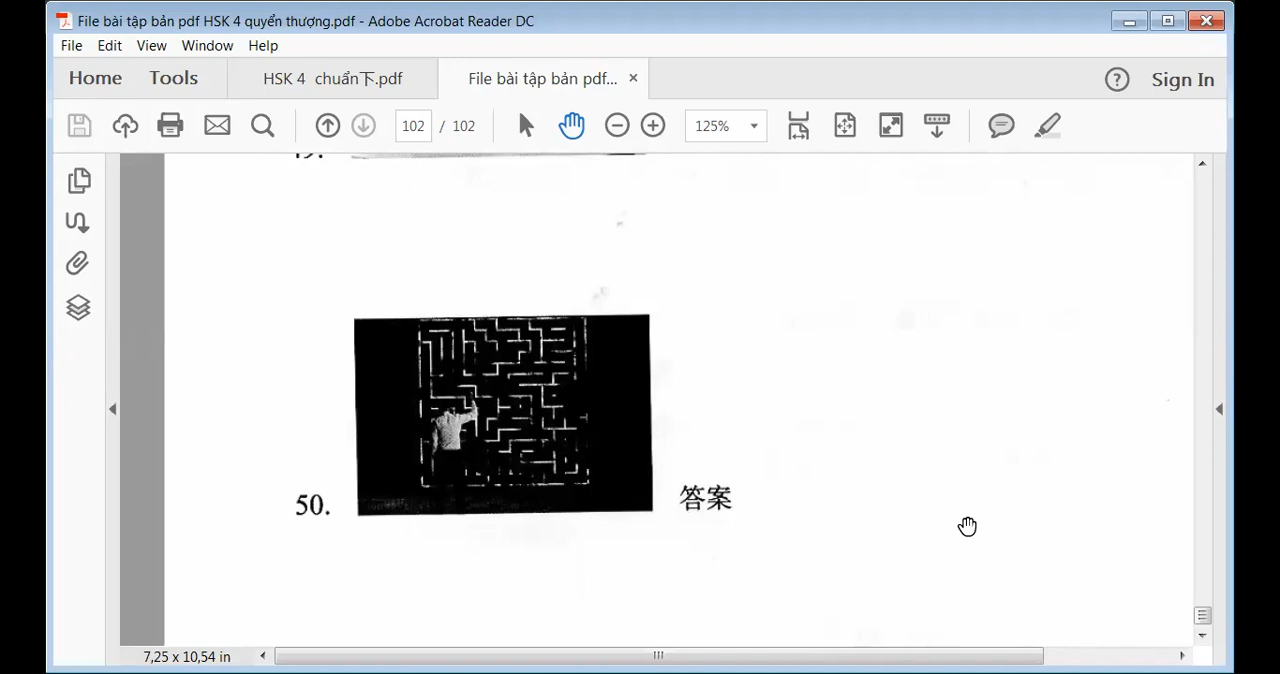 File bài tập bản pdf HSK 4 quyển thượng.pdf - Adobe Acrobat Reader DC
File Edit View Window Help
Home Tools HSK 4 chuẩn下.pdf File bài tập bản pdf... × ? Sign In
102 / 102 125%
50. 答案
7,25 x 10,54 in